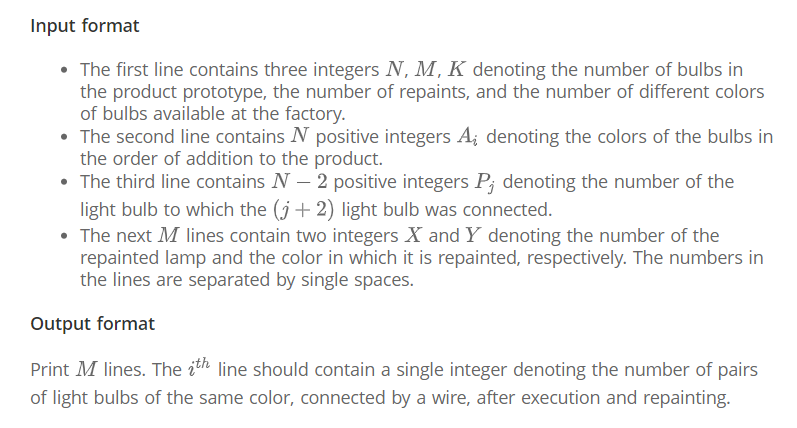 Input format
• The first line contains three integers N, M, K denoting the number of bulbs in
the product prototype, the number of repaints, and the number of different colors
of bulbs available at the factory.
• The second line contains N positive integers A_i denoting the colors of the bulbs in
the order of addition to the product.
• The third line contains N − 2 positive integers P_j denoting the number of the
light bulb to which the (j + 2) light bulb was connected.
• The next M lines contain two integers X and Y denoting the number of the
repainted lamp and the color in which it is repainted, respectively. The numbers in
the lines are separated by single spaces.
Output format
Print M lines. The i^{th} line should contain a single integer denoting the number of pairs
of light bulbs of the same color, connected by a wire, after execution and repainting.